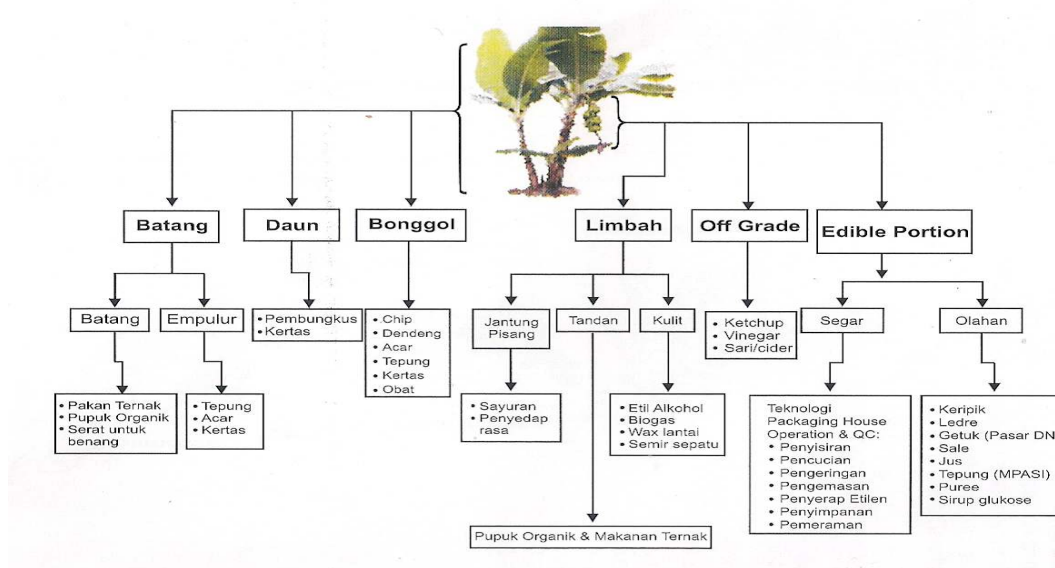 Batang
Daun
Bonggol
Limbah
Off Grade
Edible Portion
Batang
Empulur
• Pembungkus
• Kertas
• Chip
• Dendeng
• Acar
• Tepung
• Kertas
• Obat
Jantung
Pisang
Tandan
Kulit
• Ketchup
• Vinegar
• Sari/cider
Segar
Olahan
• Pakan Ternak
• Pupuk Organik
• Serat untuk
benang
• Tepung
• Acar
• Kertas
• Sayuran
• Penyedap
rasa
• Etil Alkohol
• Biogas
• Wax lantai
• Semir sepatu
Teknologi
Packaging House
Operation & QC:
• Penyisiran
• Pencucian
• Pengeringan
• Pengemasan
• Penyerap Etilen
• Penyimpanan
• Pemeraman
• Keripik
• Ledre
• Getuk (Pasar DN
• Sale
• Jus
• Tepung (MPASI)
• Puree
• Sirup glukose
Pupuk Organik & Makanan Ternak